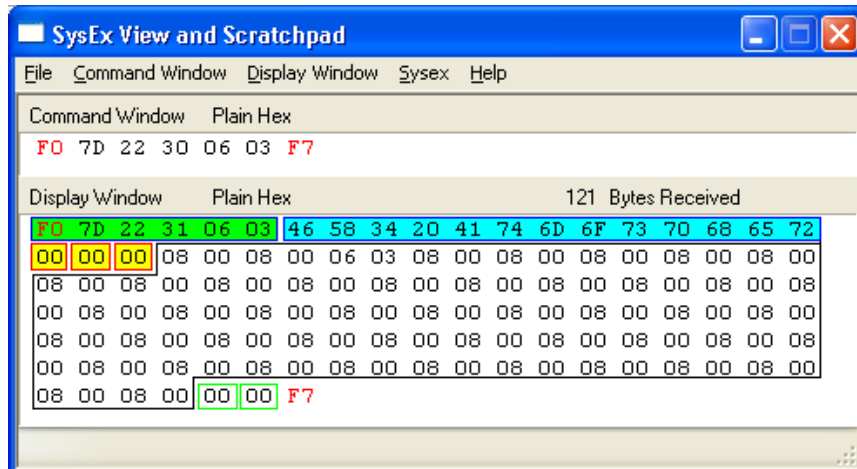 SysEx View and Scratchpad
File Command Window Display Window Sysex Help
Command Window Plain Hex
F0 7D 22 30 06 03 F7
Display Window Plain Hex 121 Bytes Received
F0 7D 22 31 06 03 46 58 34 20 41 74 6D 6F 73 70 68 65 72
00 00 00 08 00 08 00 06 03 08 00 08 00 08 00 08 00 08 00
08 00 08 00 08 00 08 00 08 00 08 00 08 00 08 00 08 00 08
00 08 00 08 00 08 00 08 00 08 00 08 00 08 00 08 00 08 00
08 00 08 00 08 00 08 00 08 00 08 00 08 00 08 00 08 00 08
00 08 00 08 00 08 00 08 00 08 00 08 00 08 00 08 00 08 00
08 00 08 00 00 00 F7